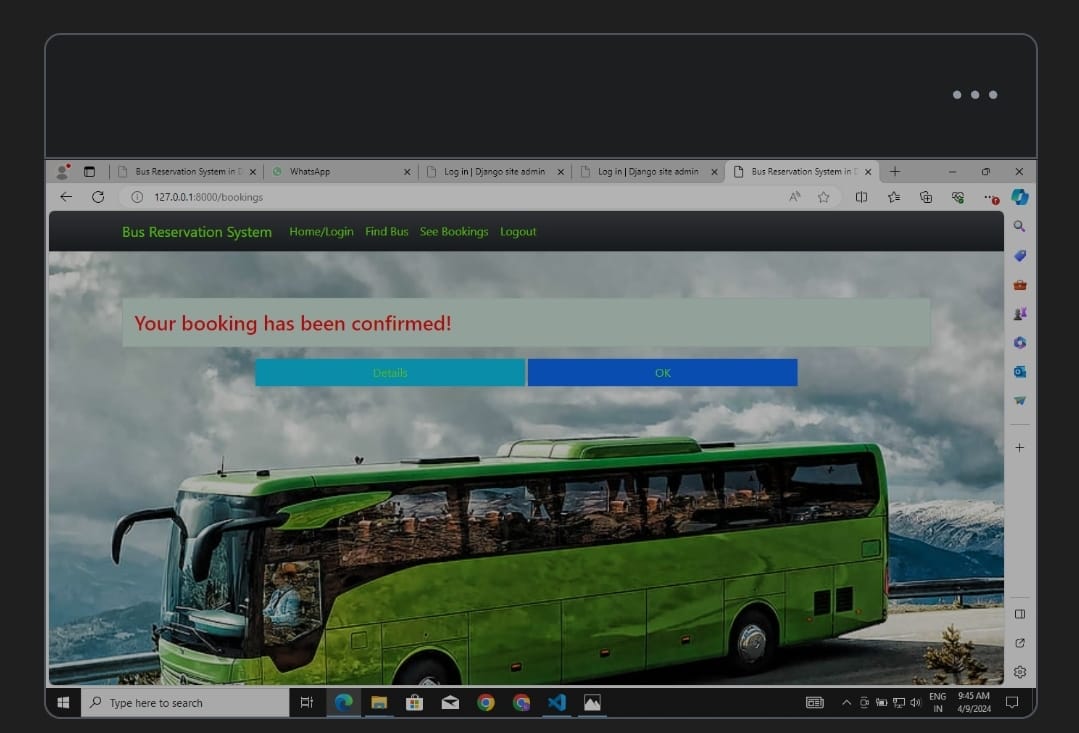 Bus Reservation System in D
WhatsApp
Log in | Django site admin
Log in | Django site admin
Bus Reservation System in D
127.0.0.1:8000/bookings
Bus Reservation System Home/Login Find Bus See Bookings Logout
Your booking has been confirmed!
Details OK
Type here to search
ENG 9:45 AM
IN 4/9/2024